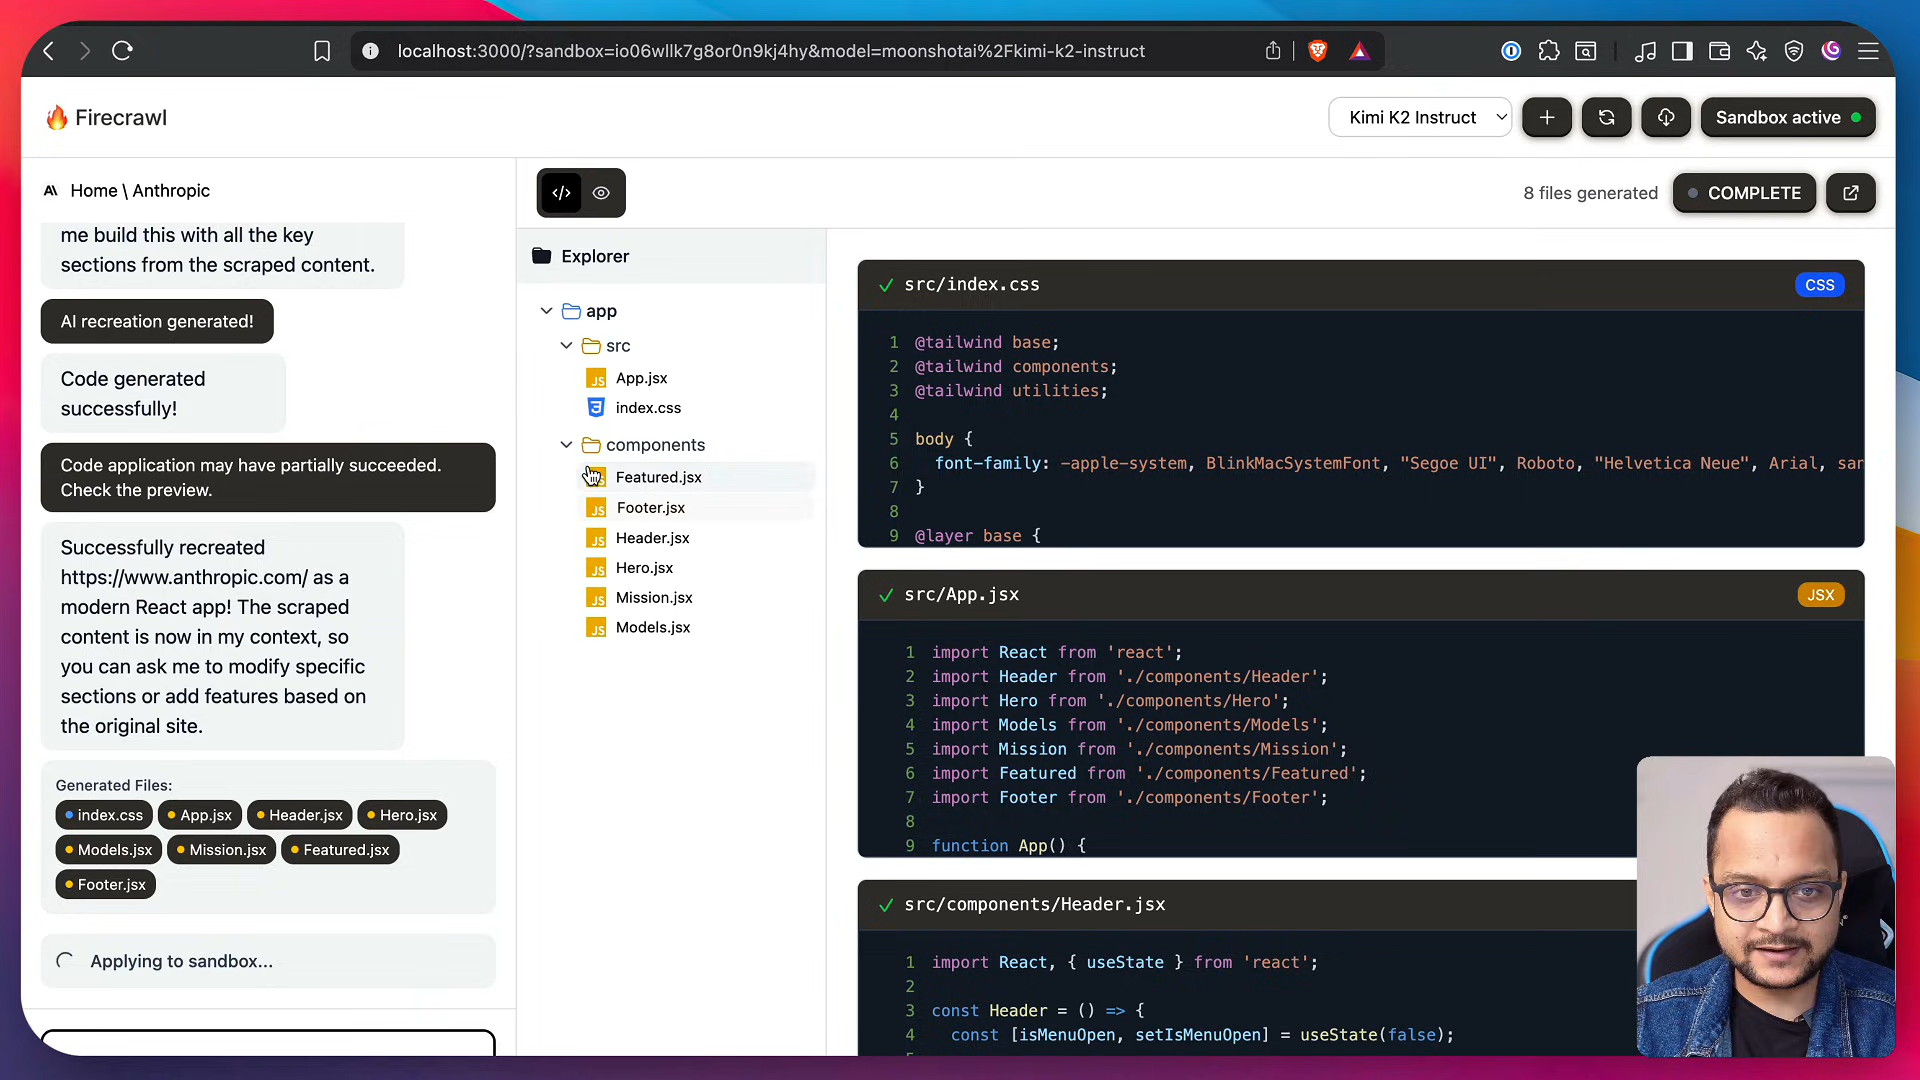 localhost:3000/?sandbox=io06wllk7g8or0n9kj4hy&model=moonshotai%2Fkimi-k2-instruct
Firecrawl
Kimi K2 Instruct
Sandbox active
Home \ Anthropic
me build this with all the key
sections from the scraped content.
AI recreation generated!
Code generated
successfully!
Code application may have partially succeeded.
Check the preview.
Successfully recreated
https://www.anthropic.com/ as a
modern React app! The scraped
content is now in my context, so
you can ask me to modify specific
sections or add features based on
the original site.
Generated Files:
index.css
App.jsx
Header.jsx
Hero.jsx
Models.jsx
Mission.jsx
Featured.jsx
Footer.jsx
Applying to sandbox...
</>
8 files generated
COMPLETE
Explorer
app
src
JS App.jsx
index.css
components
Featured.jsx
JS Footer.jsx
JS Header.jsx
JS Hero.jsx
JS Mission.jsx
JS Models.jsx
src/index.css
CSS
1 @tailwind base;
2 @tailwind components;
3 @tailwind utilities;
4
5 body {
6 font-family: -apple-system, BlinkMacSystemFont, "Segoe UI", Roboto, "Helvetica Neue", Arial, san
7 }
8
9 @layer base {
src/App.jsx
JSX
1 import React from 'react';
2 import Header from './components/Header';
3 import Hero from './components/Hero';
4 import Models from './components/Models';
5 import Mission from './components/Mission';
6 import Featured from './components/Featured';
7 import Footer from './components/Footer';
8
9 function App() {
src/components/Header.jsx
1 import React, { useState } from 'react';
2
3 const Header = () => {
4 const [isMenuOpen, setIsMenuOpen] = useState(false);